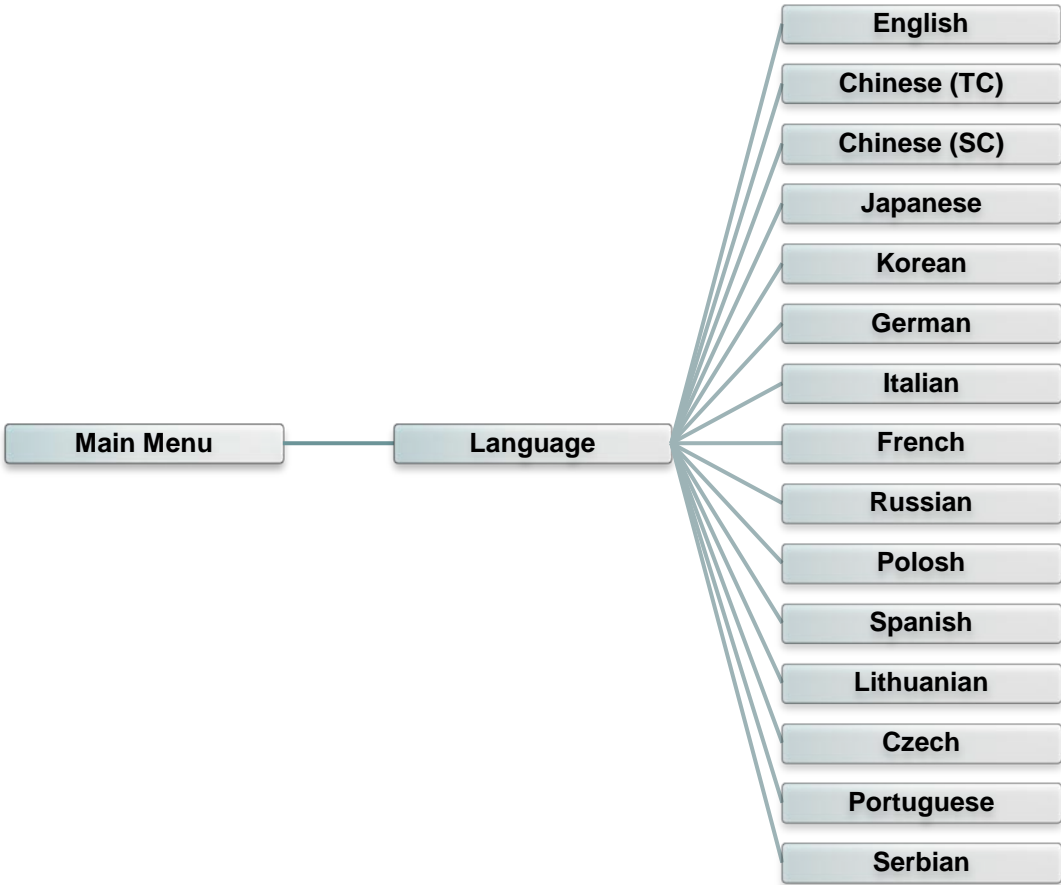 Main Menu
Language
English
Chinese (TC)
Chinese (SC)
Japanese
Korean
German
Italian
French
Russian
Polosh
Spanish
Lithuanian
Czech
Portuguese
Serbian